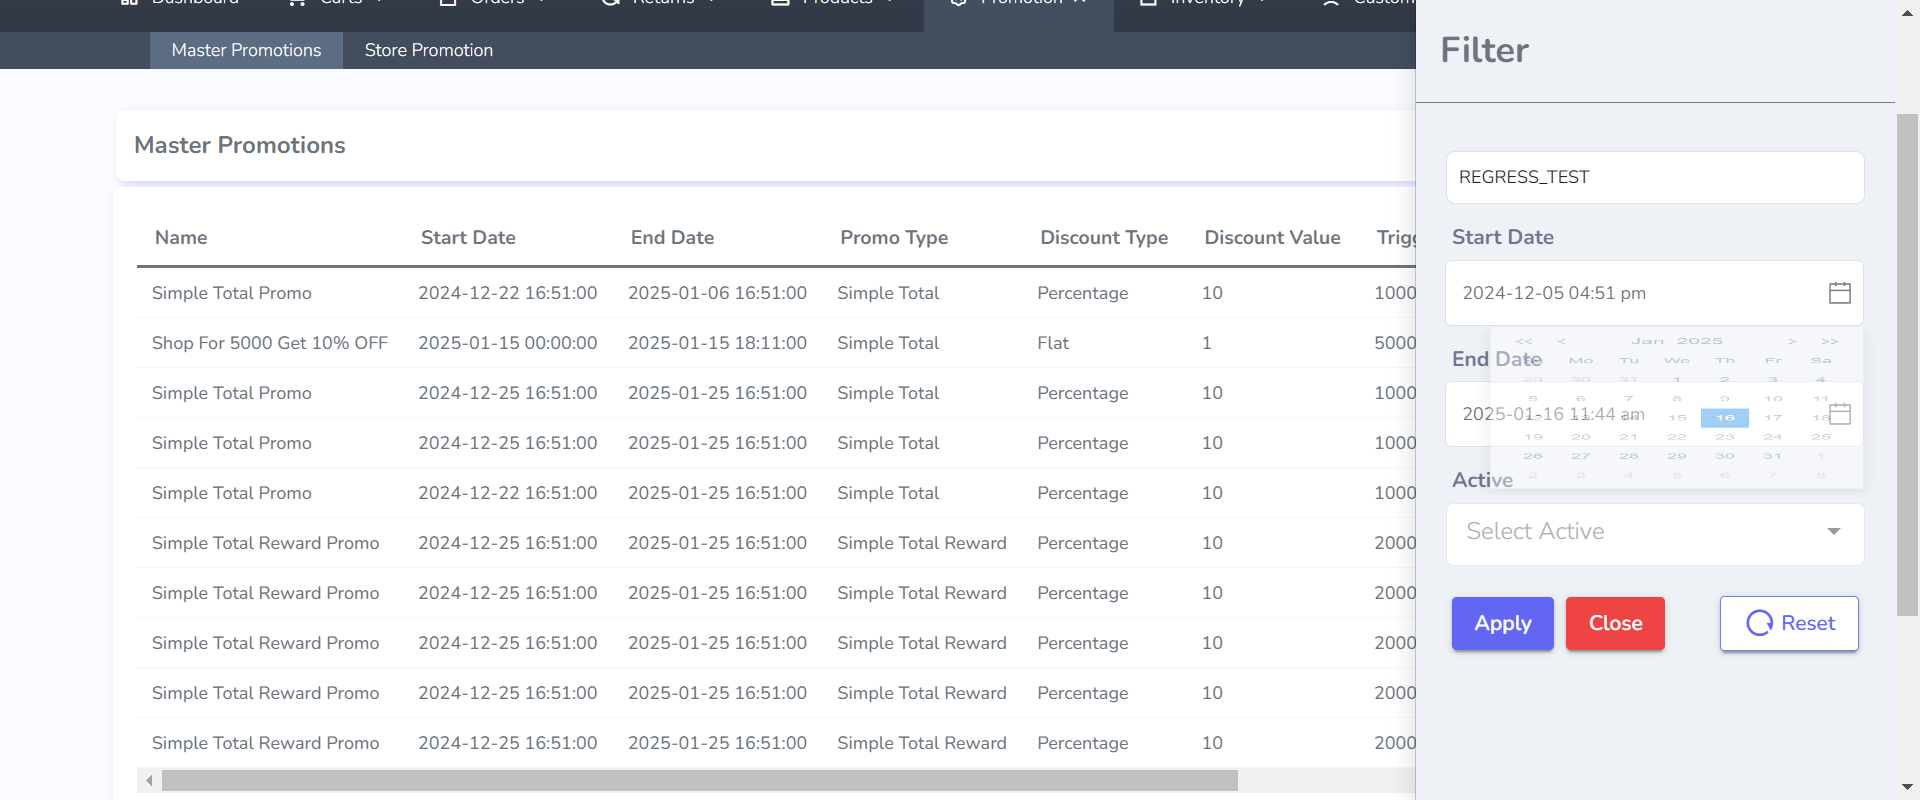 Dashboard Carts Orders Returns Products Promotion Inventory Custom
Master Promotions Store Promotion
Filter
Master Promotions
REGRESS_TEST
Start Date
2024-12-05 04:51 pm
End Date
2025-01-16 11:44 am
Active
Select Active
Apply Close Reset
<< < Jan 2025 > >>
Mo Tu We Th Fr Sa
29 30 31 1 2 3 4
5 6 7 8 9 10 11
15 16 17 18
19 20 21 22 23 24 25
26 27 28 29 30 31 1
2 3 4 5 6 7 8
Name Start Date End Date Promo Type Discount Type Discount Value Trigg
Simple Total Promo 2024-12-22 16:51:00 2025-01-06 16:51:00 Simple Total Percentage 10 1000
Shop For 5000 Get 10% OFF 2025-01-15 00:00:00 2025-01-15 18:11:00 Simple Total Flat 1 5000
Simple Total Promo 2024-12-25 16:51:00 2025-01-25 16:51:00 Simple Total Percentage 10 1000
Simple Total Promo 2024-12-25 16:51:00 2025-01-25 16:51:00 Simple Total Percentage 10 1000
Simple Total Promo 2024-12-22 16:51:00 2025-01-25 16:51:00 Simple Total Percentage 10 1000
Simple Total Reward Promo 2024-12-25 16:51:00 2025-01-25 16:51:00 Simple Total Reward Percentage 10 2000
Simple Total Reward Promo 2024-12-25 16:51:00 2025-01-25 16:51:00 Simple Total Reward Percentage 10 2000
Simple Total Reward Promo 2024-12-25 16:51:00 2025-01-25 16:51:00 Simple Total Reward Percentage 10 2000
Simple Total Reward Promo 2024-12-25 16:51:00 2025-01-25 16:51:00 Simple Total Reward Percentage 10 2000
Simple Total Reward Promo 2024-12-25 16:51:00 2025-01-25 16:51:00 Simple Total Reward Percentage 10 2000